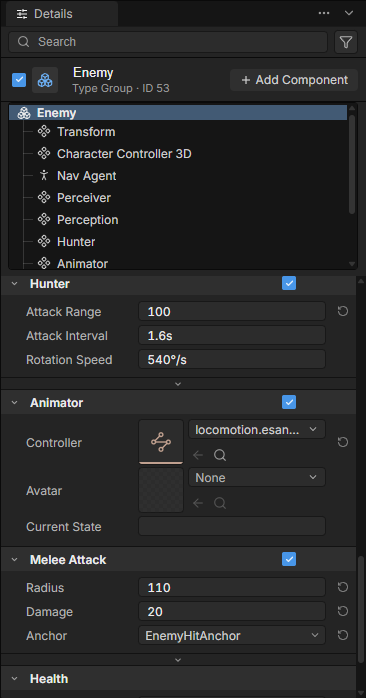 Details
Search
Enemy
Type Group · ID 53
+ Add Component
Enemy
Transform
Character Controller 3D
Nav Agent
Perceiver
Perception
Hunter
Animator
Hunter
Attack Range 100
Attack Interval 1.6s
Rotation Speed 540°/s
Animator
Controller locomotion.esan...
Avatar None
Current State
Melee Attack
Radius 110
Damage 20
Anchor EnemyHitAnchor
Health